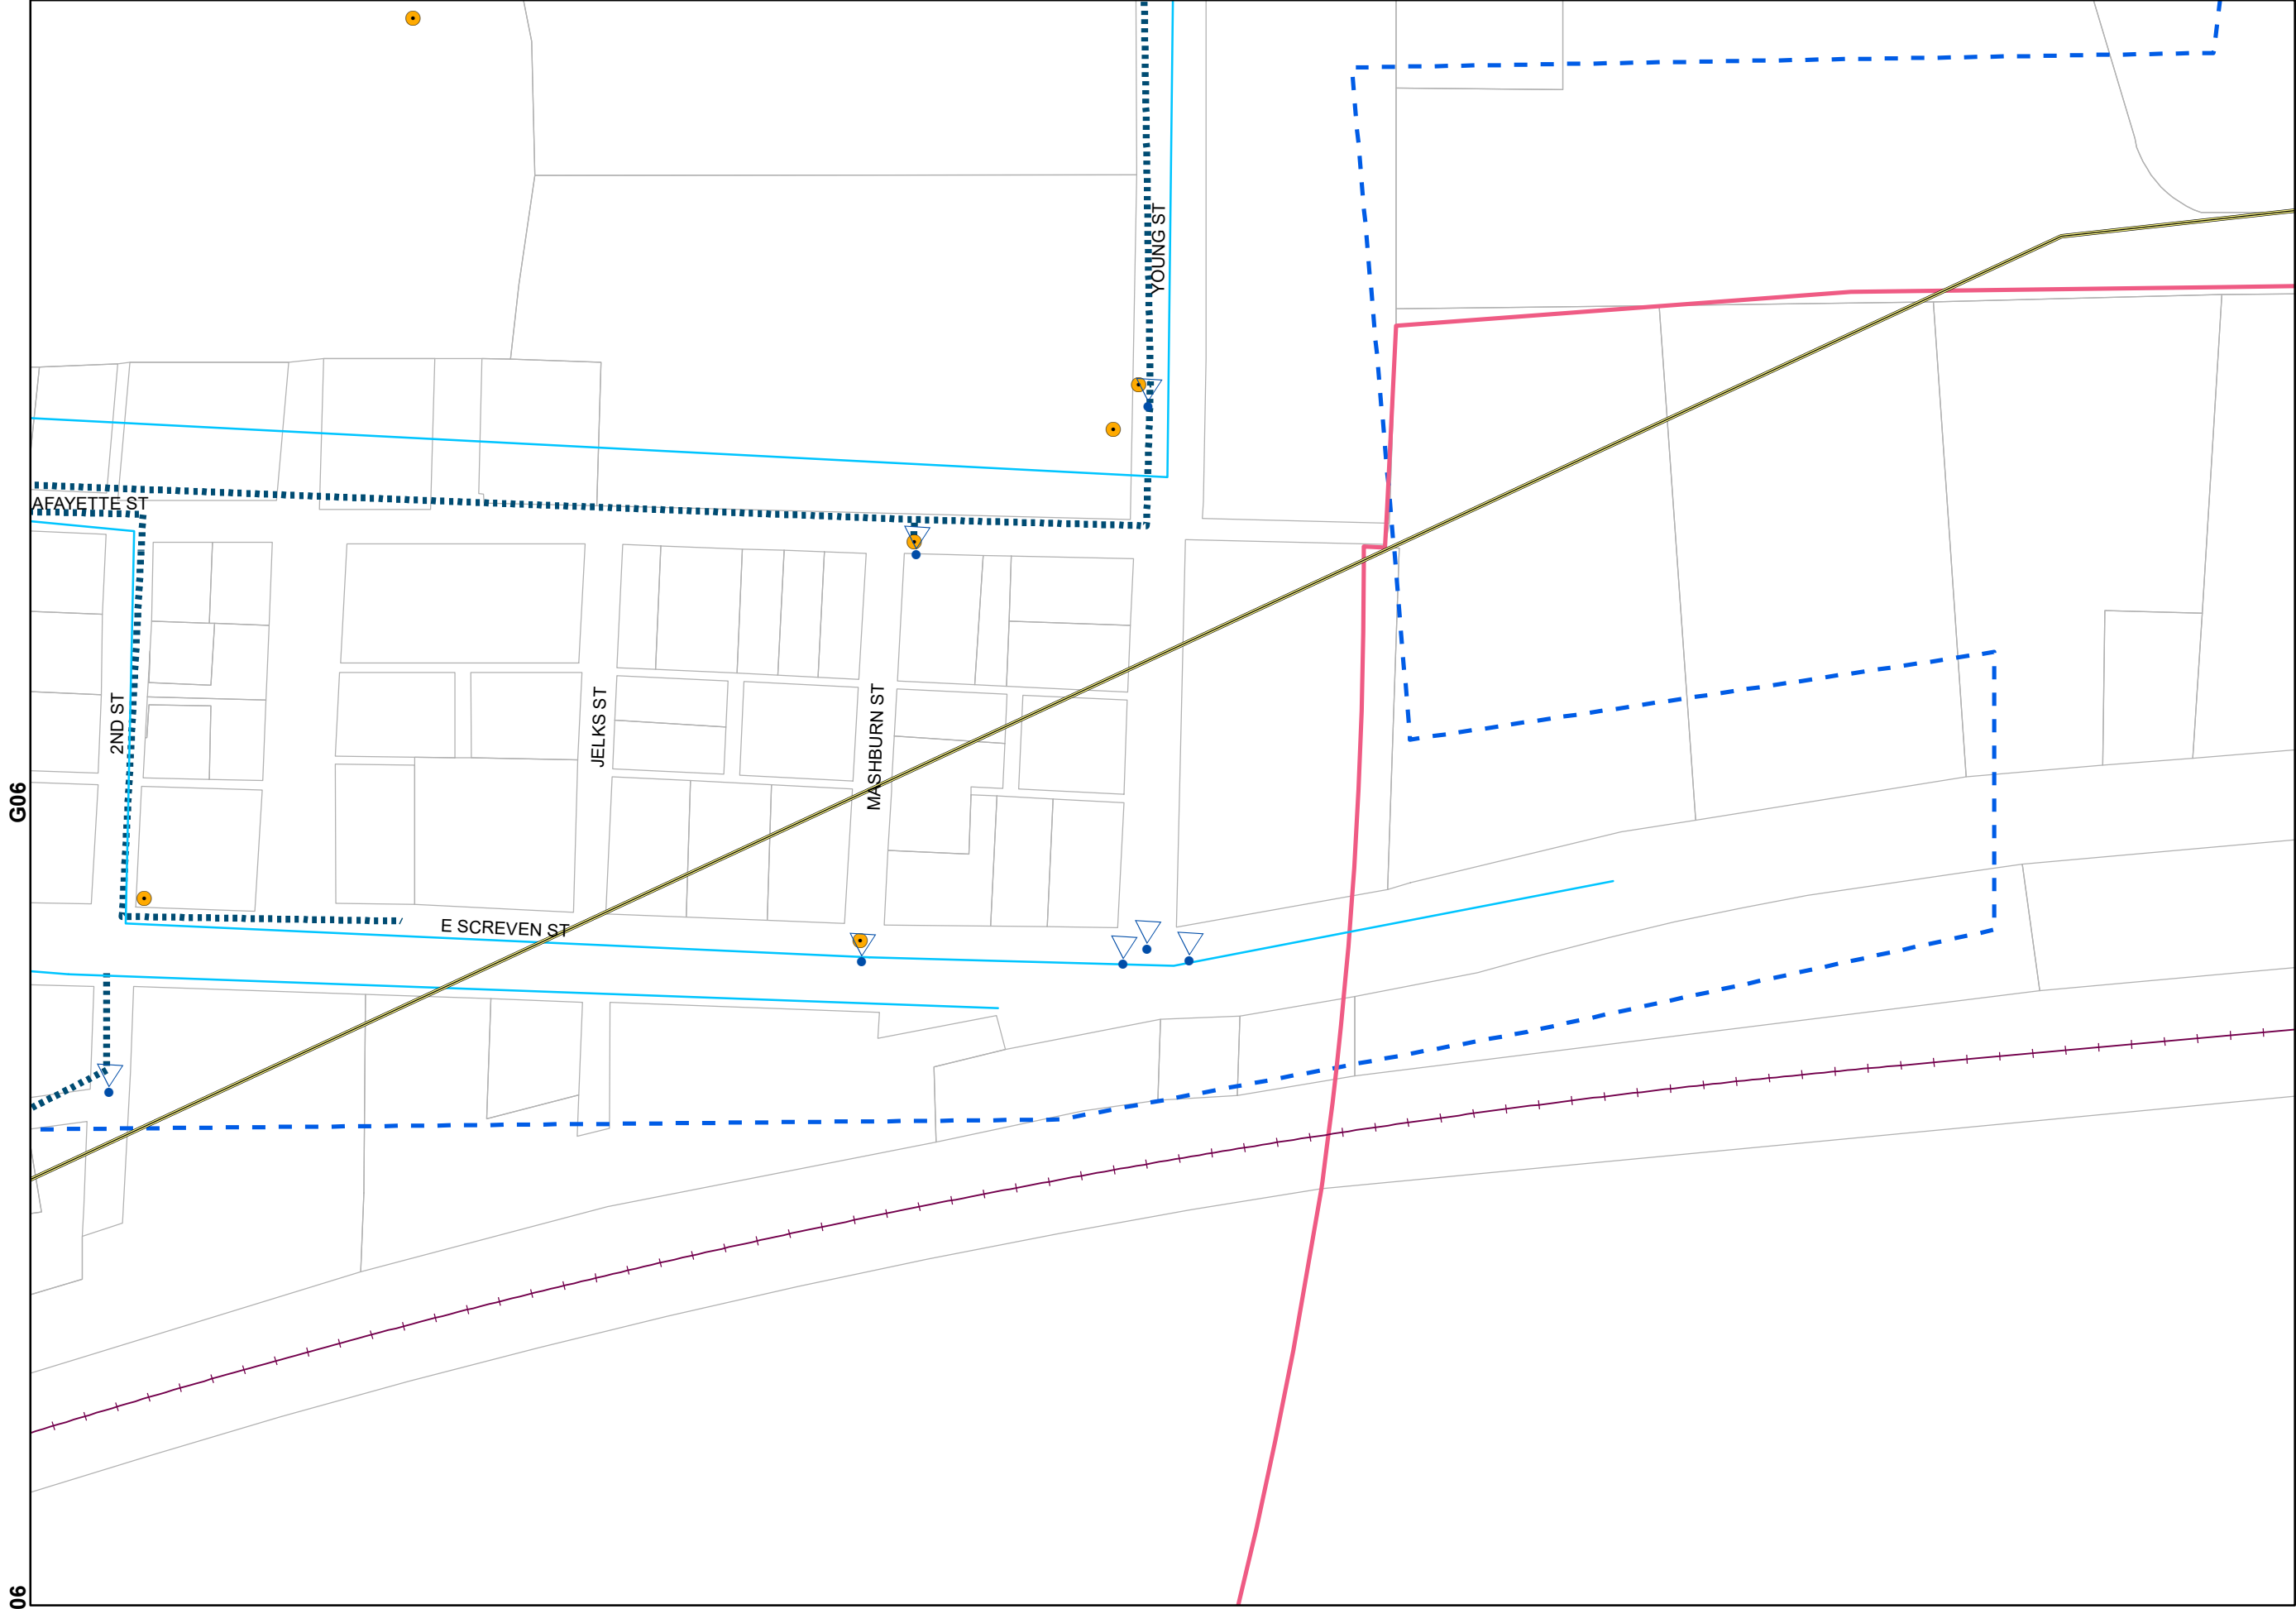 YOUNG ST
AFAYETTE ST
2ND ST
JELKS ST
MASHBURN ST
G06
E SCREVEN ST
06